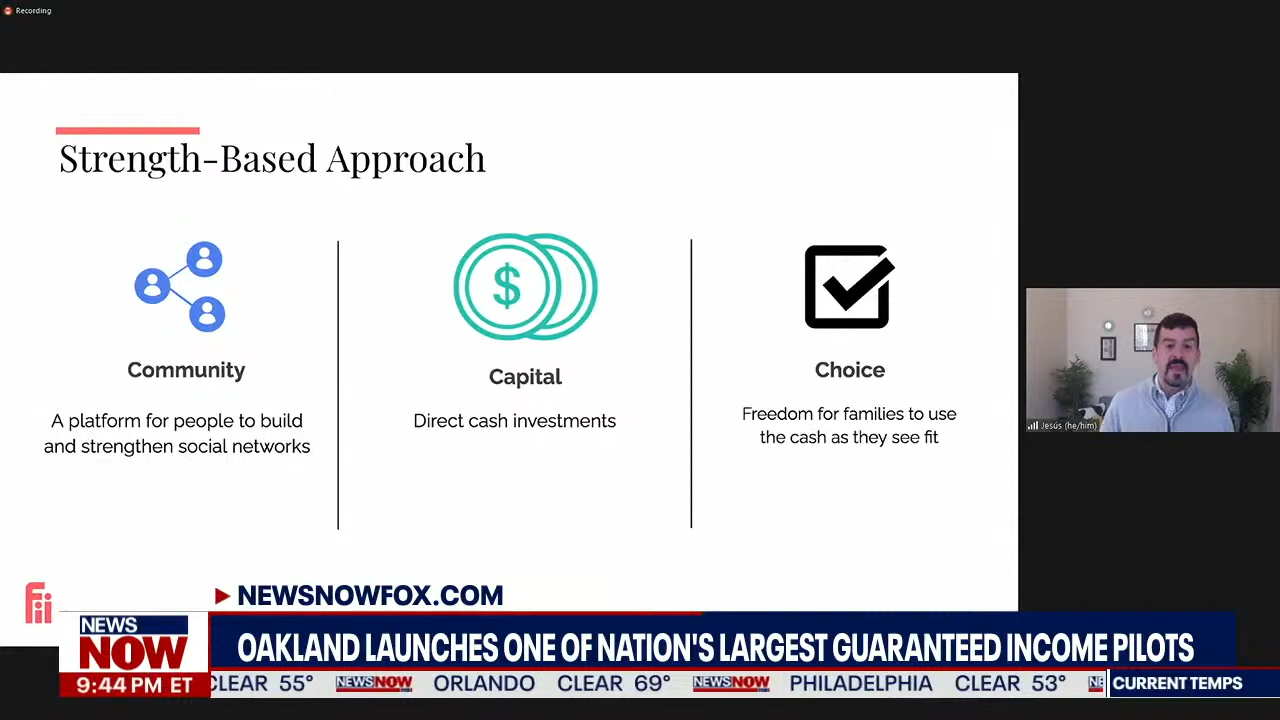 Recording
Strength-Based Approach
Community
A platform for people to build
and strengthen social networks
Capital
Direct cash investments
Choice
Freedom for families to use
the cash as they see fit
Jesús (he/him)
fii
NEWSNOWFOX.COM
NEWS
NOW
OAKLAND LAUNCHES ONE OF NATION'S LARGEST GUARANTEED INCOME PILOTS
9:44 PM ET
CLEAR 55° NEWSNOW ORLANDO CLEAR 69° NEWSNOW PHILADELPHIA CLEAR 53° NE
CURRENT TEMPS